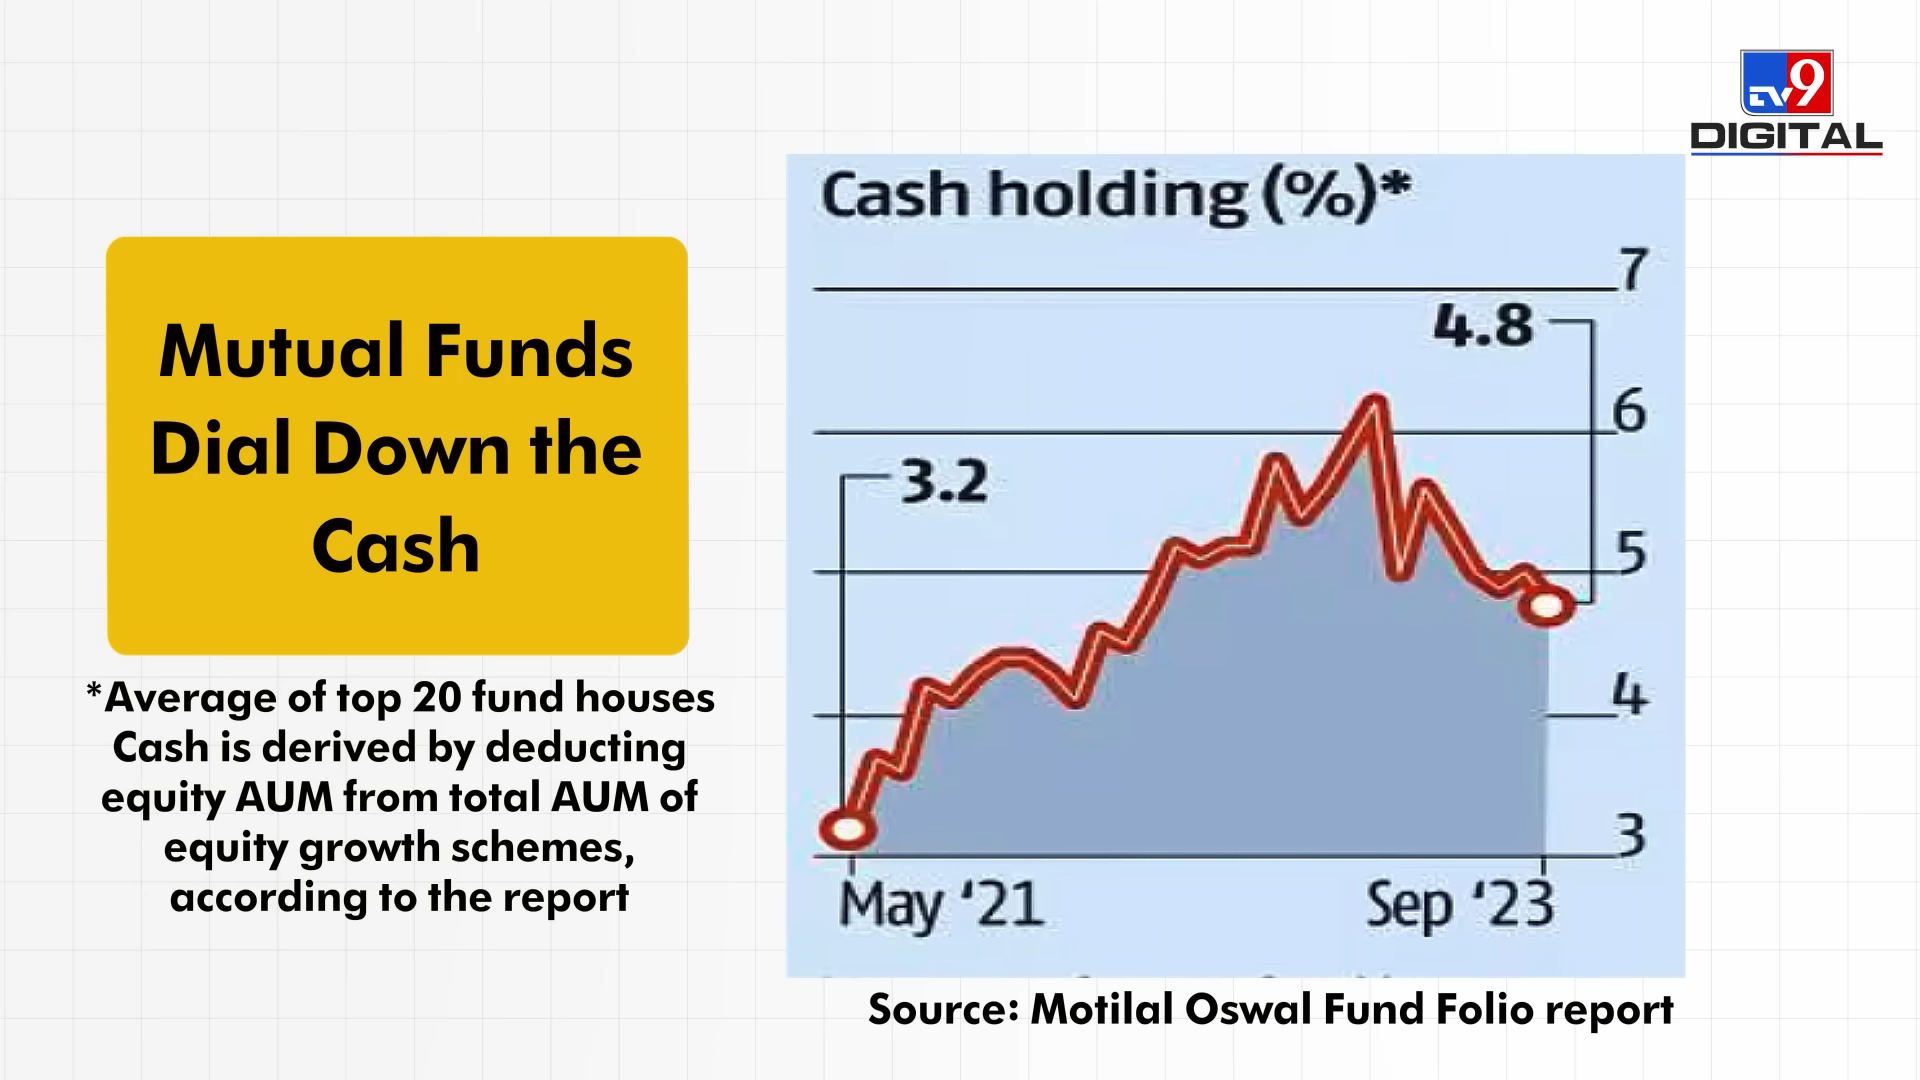 TV9
DIGITAL
Mutual Funds
Dial Down the
Cash
*Average of top 20 fund houses
Cash is derived by deducting
equity AUM from total AUM of
equity growth schemes,
according to the report
Cash holding (%)*
7
4.8
6
3.2
5
4
3
May ‘21
Sep ‘23
Source: Motilal Oswal Fund Folio report